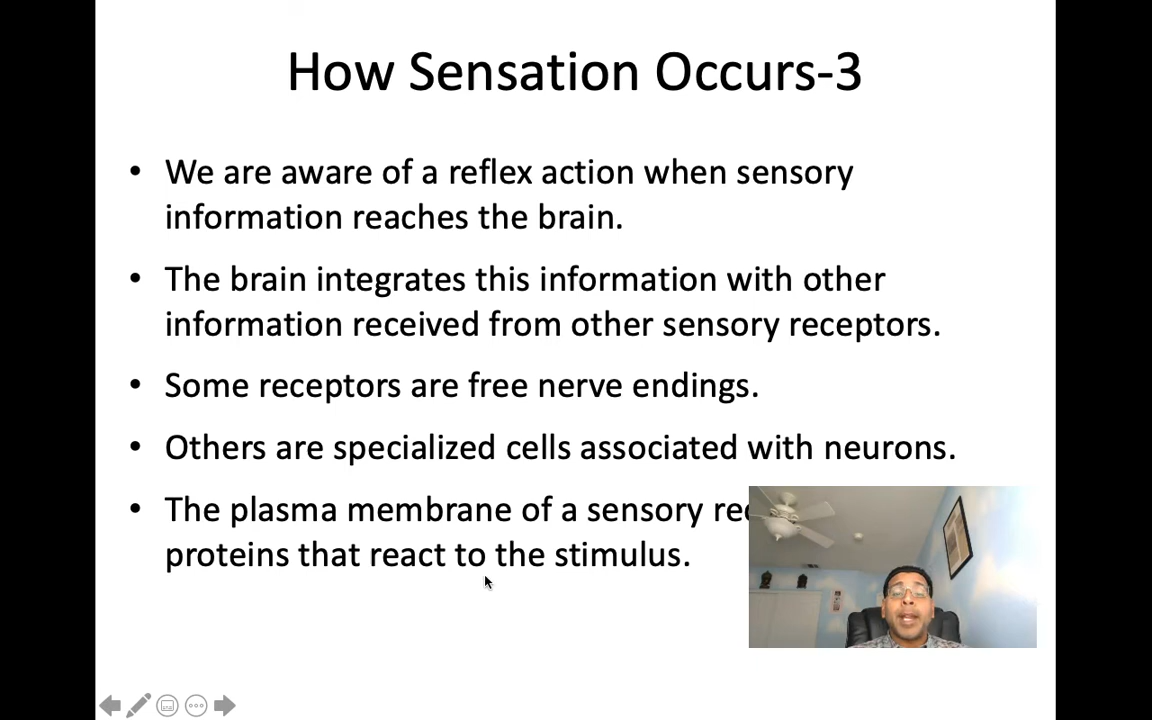 How Sensation Occurs-3
• We are aware of a reflex action when sensory
information reaches the brain.
• The brain integrates this information with other
information received from other sensory receptors.
• Some receptors are free nerve endings.
• Others are specialized cells associated with neurons.
• The plasma membrane of a sensory
proteins that react to the stimulus.